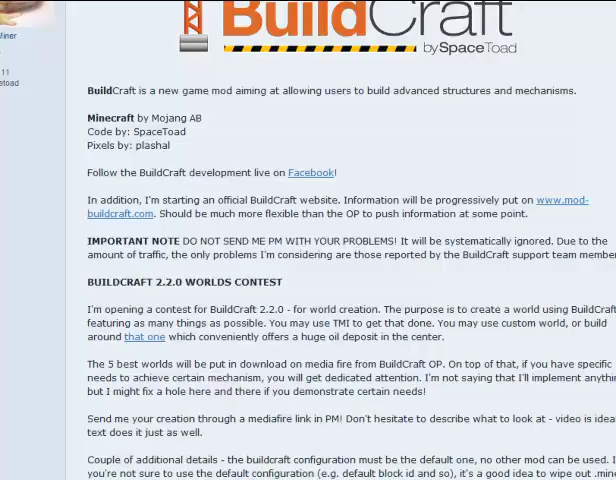 BuildCraft
by SpaceToad
Miner
11
etoad
BuildCraft is a new game mod aiming at allowing users to build advanced structures and mechanisms.
Minecraft by Mojang AB
Code by: SpaceToad
Pixels by: plashal
Follow the BuildCraft development live on Facebook!
In addition, I'm starting an official BuildCraft website. Information will be progressively put on www.mod-
buildcraft.com. Should be much more flexible than the OP to push information at some point.
IMPORTANT NOTE DO NOT SEND ME PM WITH YOUR PROBLEMS! It will be systematically ignored. Due to the
amount of traffic, the only problems I'm considering are those reported by the BuildCraft support team member
BUILDCRAFT 2.2.0 WORLDS CONTEST
I'm opening a contest for BuildCraft 2.2.0 - for world creation. The purpose is to create a world using BuildCraft
featuring as many things as possible. You may use TMI to get that done. You may use custom world, or build
around that one which conveniently offers a huge oil deposit in the center.
The 5 best worlds will be put in download on media fire from BuildCraft OP. On top of that, if you have specific
needs to achieve certain mechanism, you will get dedicated attention. I'm not saying that I'll implement anythin
but I might fix a hole here and there if you demonstrate certain needs!
Send me your creation through a mediafire link in PM! Don't hesitate to describe what to look at - video is idea
text does it just as well.
Couple of additional details - the buildcraft configuration must be the default one, no other mod can be used. I
you're not sure to use the default configuration (e.g. default block id and so), it's a good idea to wipe out .mine